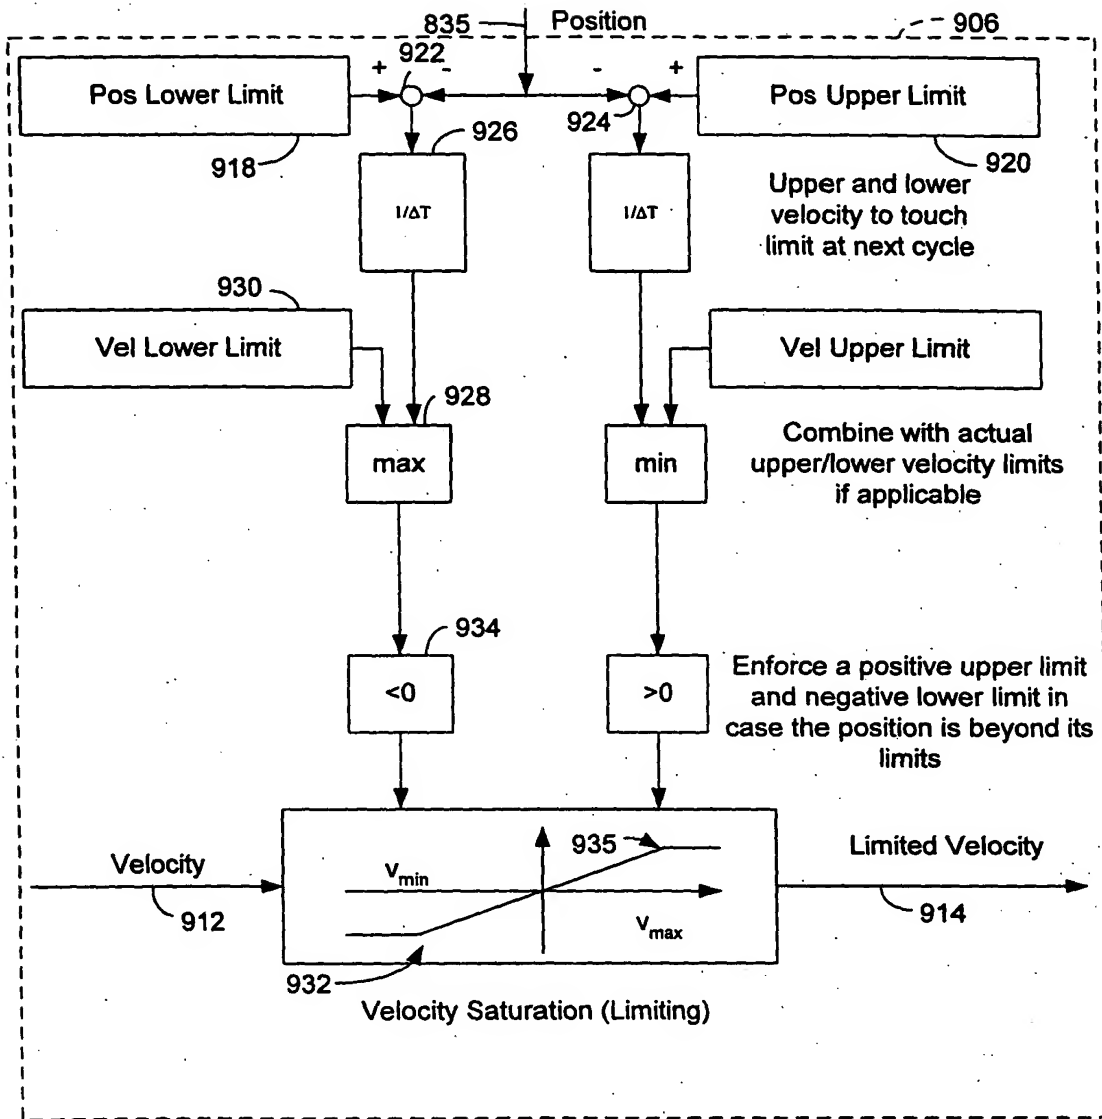 835
Position
906
+
922
-
-
+
Pos Lower Limit
924
Pos Upper Limit
918
926
920
1/ΔT
1/ΔT
Upper and lower
velocity to touch
limit at next cycle
930
Vel Lower Limit
Vel Upper Limit
928
max
min
Combine with actual
upper/lower velocity limits
if applicable
934
<0
>0
Enforce a positive upper limit
and negative lower limit in
case the position is beyond its
limits
935
Velocity
Limited Velocity
Vmin
912
914
Vmax
932
Velocity Saturation (Limiting)